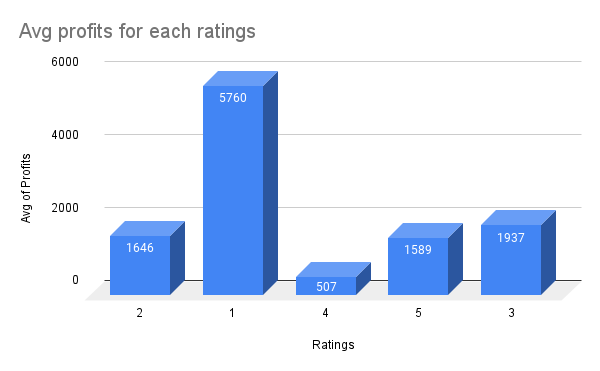 Avg profits for each ratings
6000
4000
2000
0
Avg of Profits
1646
5760
507
1589
1937
2 1 4 5 3
Ratings